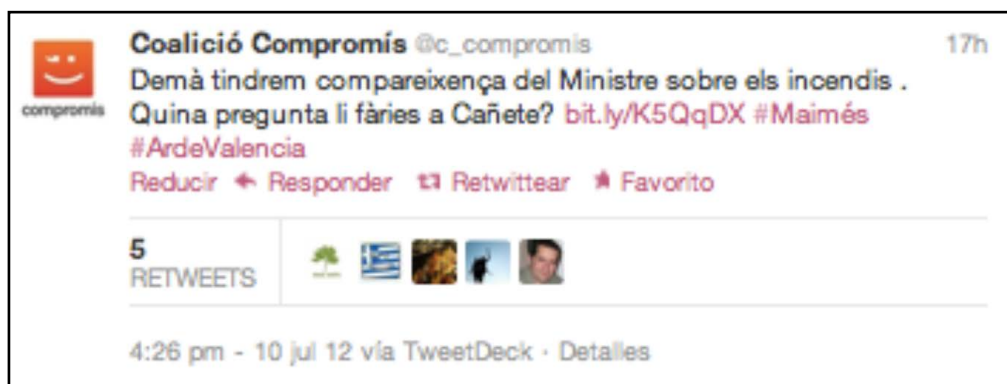 Coalició Compromís @c_compromis 17h
Demà tindrem compareixença del Ministre sobre els incendis .
Quina pregunta li fàries a Cañete? bit.ly/K5QqDX #Maimés
#ArdeValencia
compromís
Reducir Responder Retwittear Favorito
5
RETWEETS
4:26 pm - 10 jul 12 vía TweetDeck · Detalles